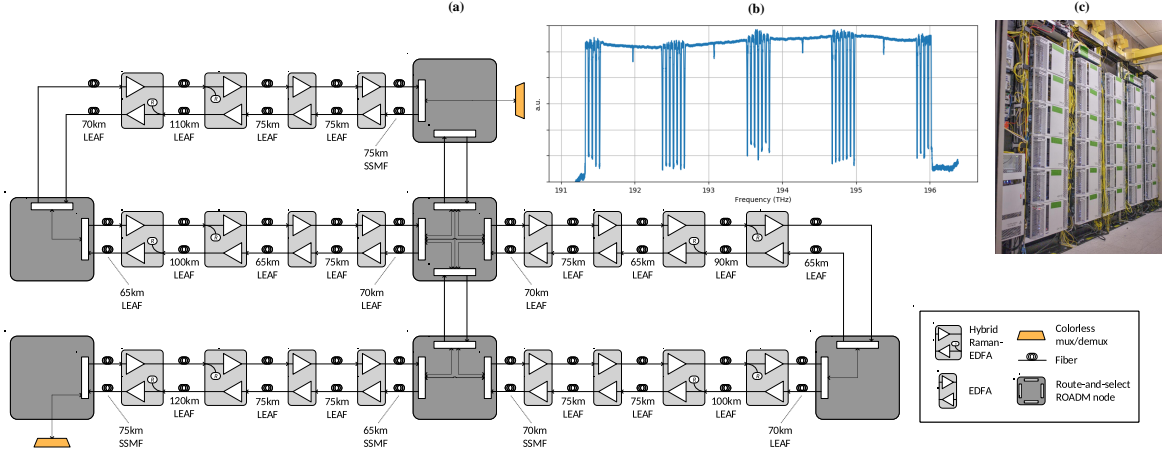 (a)
(b)
(c)
70km
LEAF
110km
LEAF
75km
LEAF
75km
LEAF
75km
SSMF
R
R
a.u.
191
192
193
194
195
196
Frequency (THz)
65km
LEAF
100km
LEAF
65km
LEAF
75km
LEAF
70km
LEAF
R
R
70km
LEAF
75km
LEAF
65km
LEAF
90km
LEAF
65km
LEAF
R
R
75km
SSMF
120km
LEAF
75km
LEAF
75km
LEAF
65km
SSMF
R
R
70km
SSMF
75km
LEAF
75km
LEAF
100km
LEAF
70km
LEAF
R
R
Hybrid
Raman-
EDFA
EDFA
Colorless
mux/demux
Fiber
Route-and-select
ROADM node